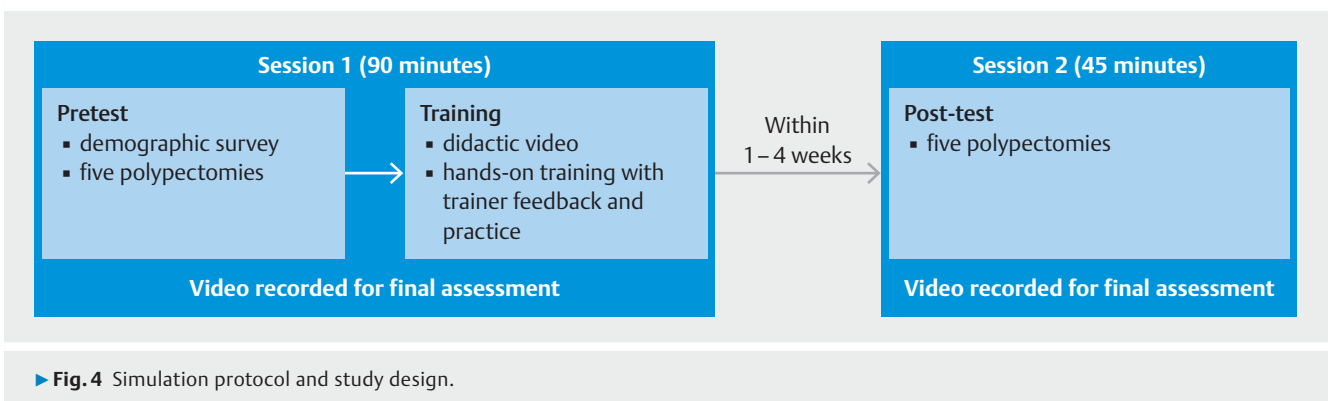 Session 1 (90 minutes)
Pretest
▪ demographic survey
▪ five polypectomies
Training
▪ didactic video
▪ hands-on training with
trainer feedback and
practice
Video recorded for final assessment
Within
1–4 weeks
Session 2 (45 minutes)
Post-test
▪ five polypectomies
Video recorded for final assessment
▶ Fig. 4 Simulation protocol and study design.